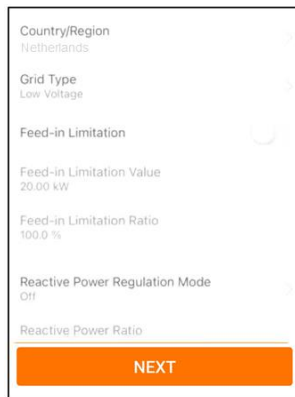 Country/Region
Netherlands
Grid Type
Low Voltage
Feed-in Limitation
Feed-in Limitation Value
20.00 kW
Feed-in Limitation Ratio
100.0 %
Reactive Power Regulation Mode
Off
Reactive Power Ratio
NEXT